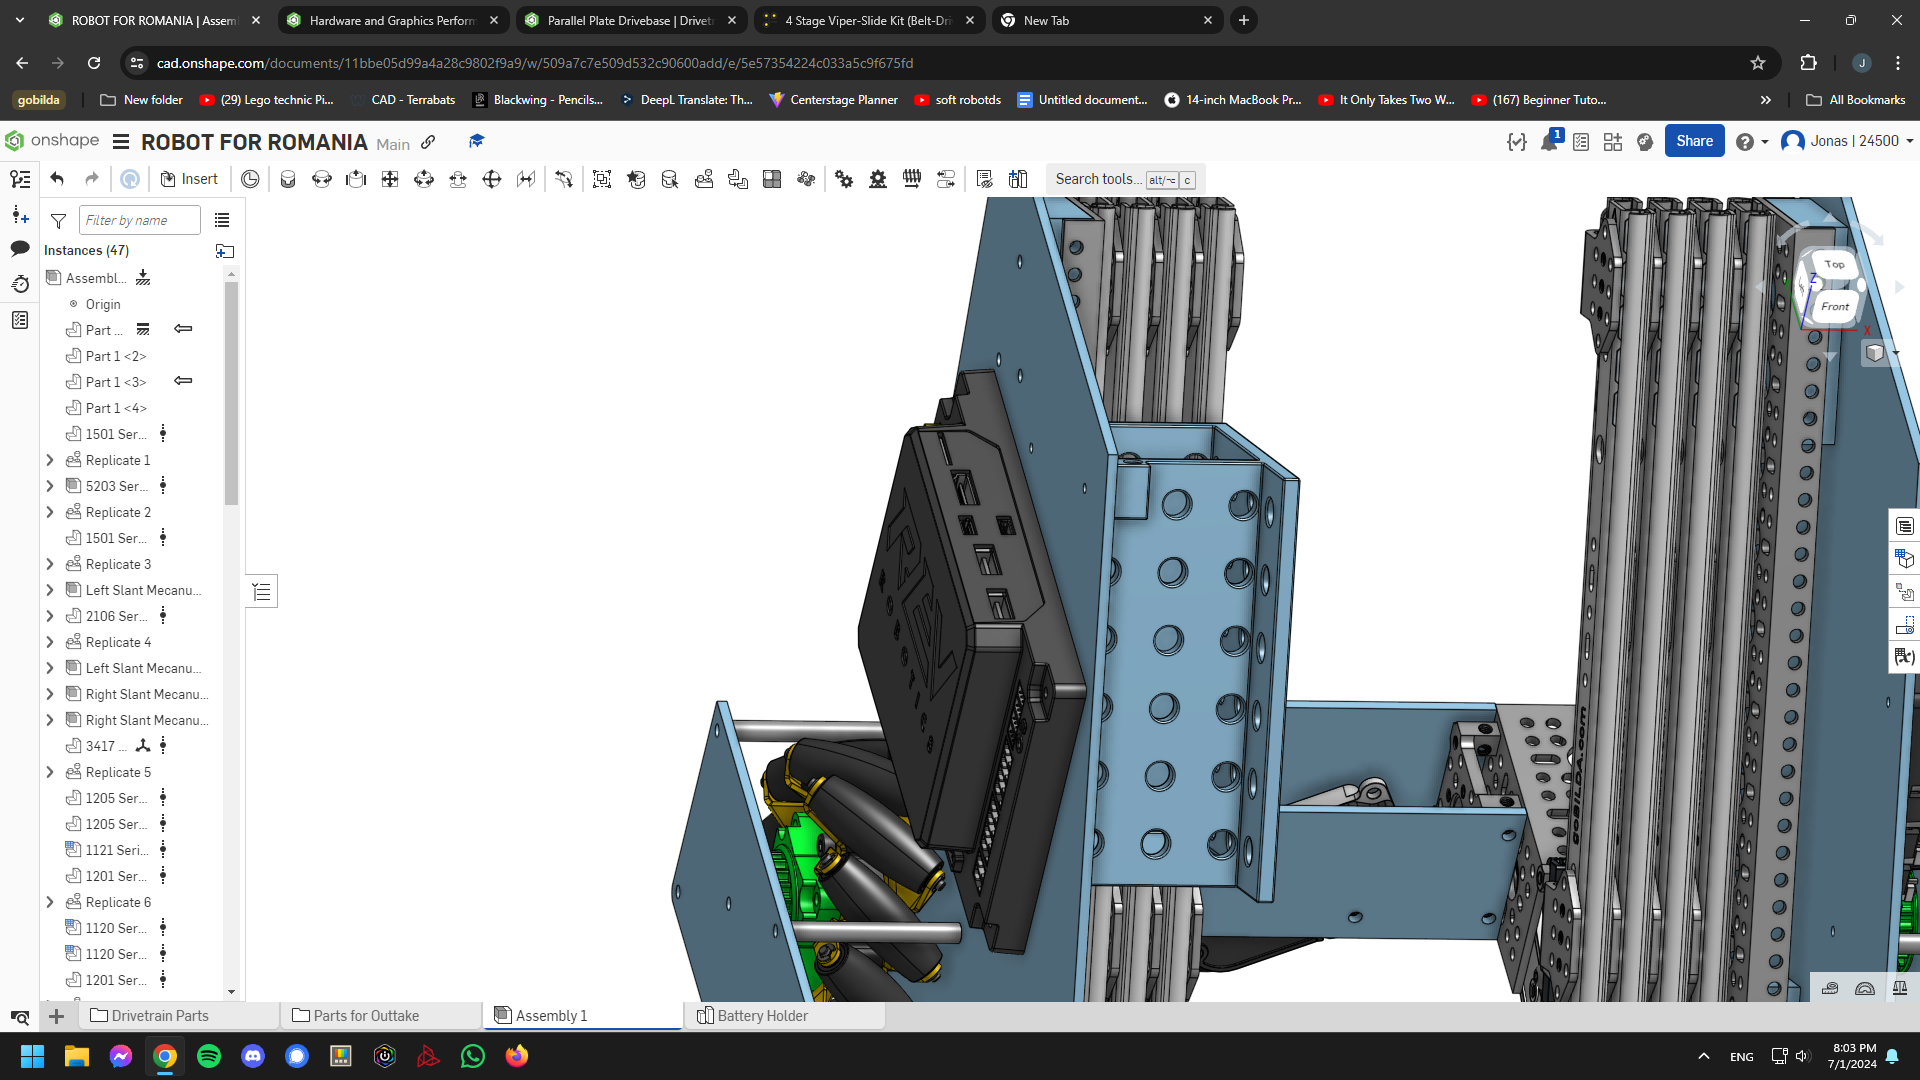 ROBOT FOR ROMANIA | Assem
Hardware and Graphics Perforn
Parallel Plate Drivebase | Drivet
4 Stage Viper-Slide Kit (Belt-Dri
New Tab
cad.onshape.com/documents/11bbe05d99a4a28c9802f9a9/w/509a7c7e509d532c90600add/e/5e57354224c033a5c9f675fd
J
gobilda
New folder
(29) Lego technic Pi...
CAD - Terrabats
Blackwing - Pencils...
DeepL Translate: Th...
Centerstage Planner
soft robotds
Untitled document...
14-inch MacBook Pr...
It Only Takes Two W...
(167) Beginner Tuto...
All Bookmarks
onshape
ROBOT FOR ROMANIA
Main
1
Share
Jonas | 24500
Insert
Search tools...
alt/⌥
c
Filter by name
Instances (47)
Assembl...
Origin
Part ...
Part 1 <2>
Part 1 <3>
Part 1 <4>
1501 Ser...
Replicate 1
5203 Ser...
Replicate 2
1501 Ser...
Replicate 3
Left Slant Mecanu...
2106 Ser...
Replicate 4
Left Slant Mecanu...
Right Slant Mecanu...
Right Slant Mecanu...
3417 ...
Replicate 5
1205 Ser...
1205 Ser...
1121 Seri...
1201 Ser...
Replicate 6
1120 Ser...
1120 Ser...
1201 Ser...
Top
Front
Z
X
goBILDA.com
Drivetrain Parts
Parts for Outtake
Assembly 1
Battery Holder
ENG
8:03 PM
7/1/2024